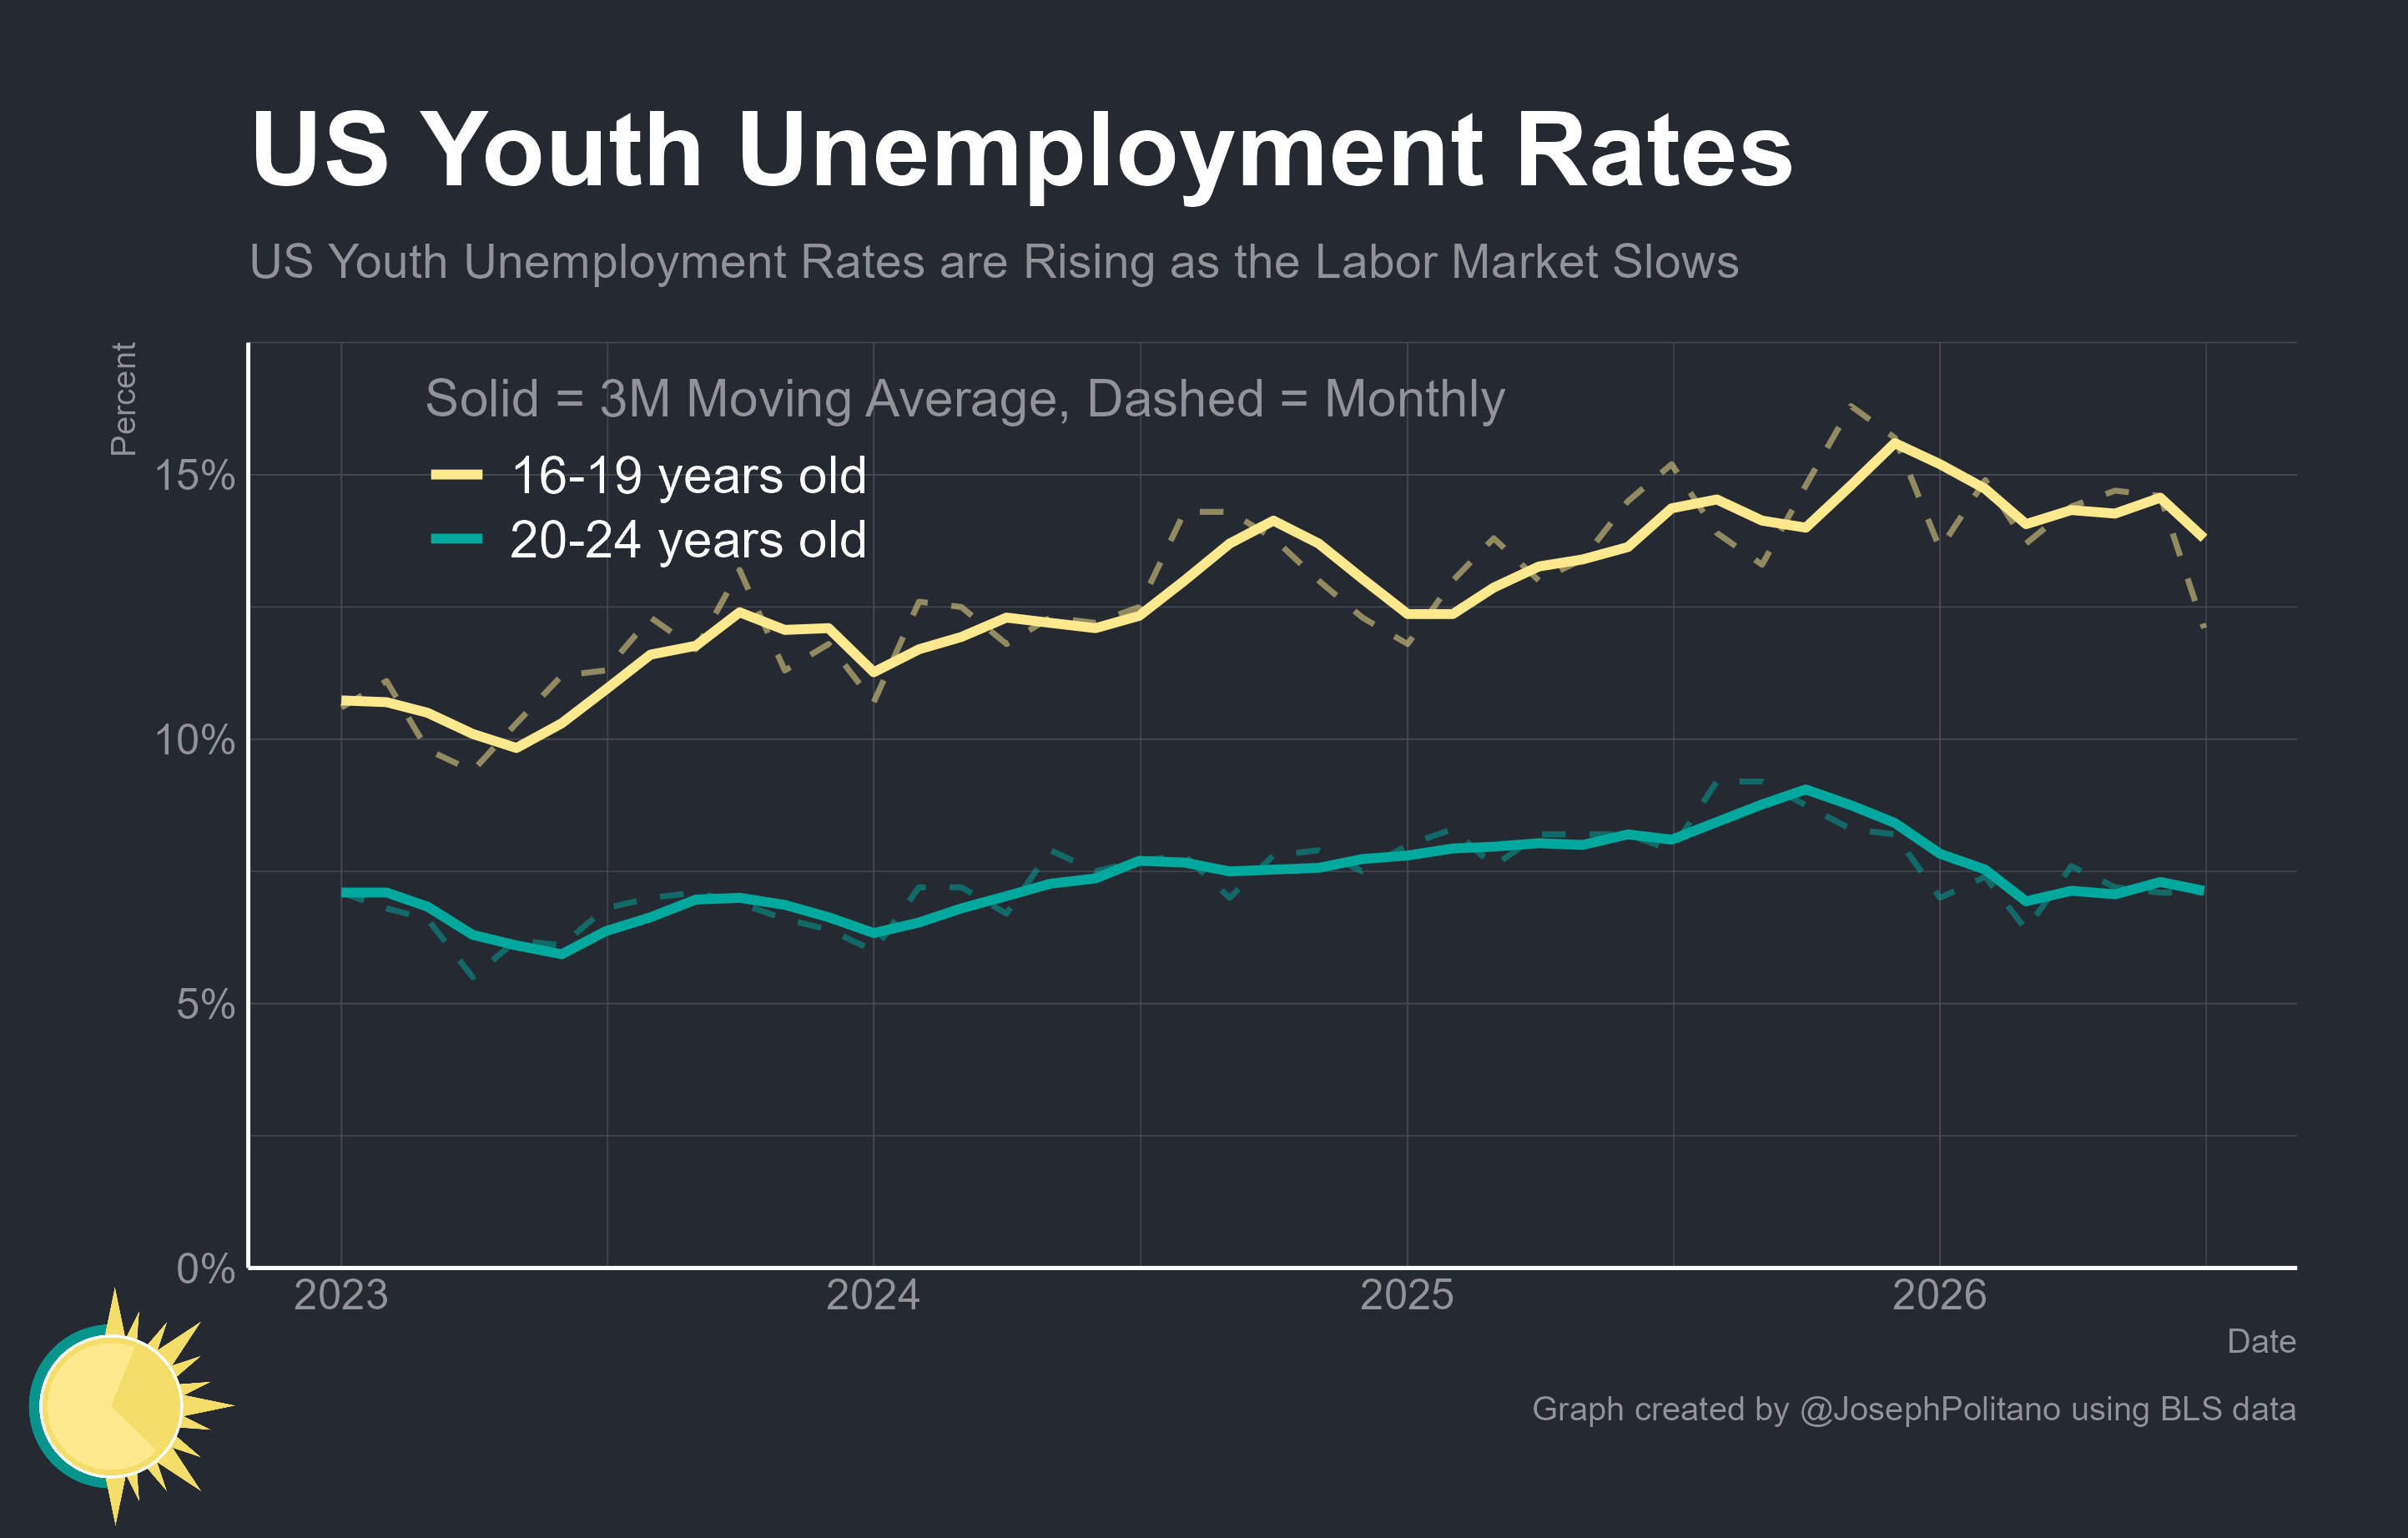 US Youth Unemployment Rates
US Youth Unemployment Rates are Rising as the Labor Market Slows
Percent
Solid = 3M Moving Average, Dashed = Monthly
16-19 years old
20-24 years old
15%
10%
5%
0%
2023 2024 2025 2026
Date
Graph created by @JosephPolitano using BLS data